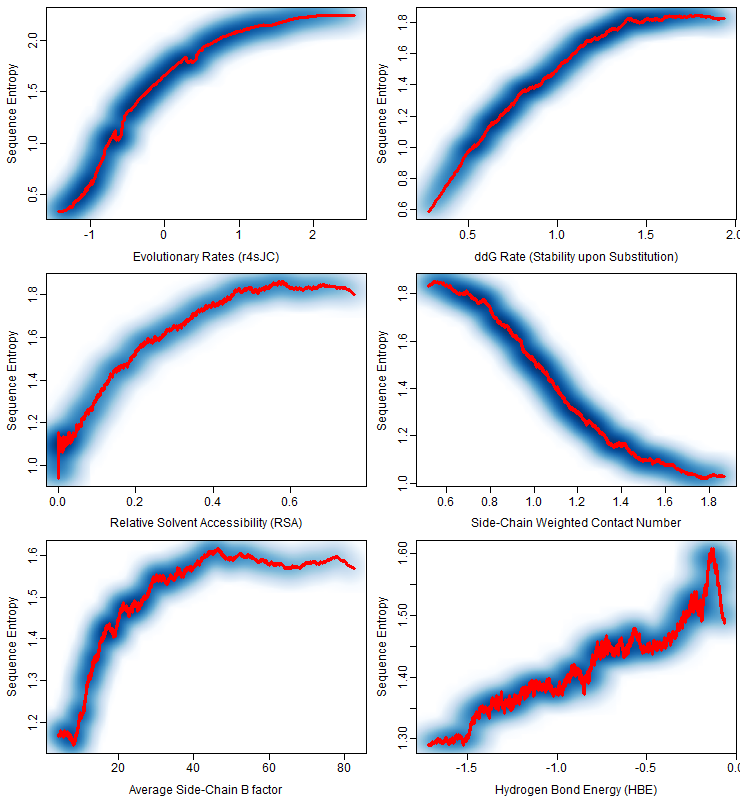 Sequence Entropy
0.5 1.0 1.5 2.0
-1 0 1 2
Evolutionary Rates (r4sJC)
Sequence Entropy
0.6 0.8 1.0 1.2 1.4 1.6 1.8
0.5 1.0 1.5 2.0
ddG Rate (Stability upon Substitution)
Sequence Entropy
1.0 1.2 1.4 1.6 1.8
0.0 0.2 0.4 0.6
Relative Solvent Accessibility (RSA)
Sequence Entropy
1.0 1.2 1.4 1.6 1.8
0.6 0.8 1.0 1.2 1.4 1.6 1.8
Side-Chain Weighted Contact Number
Sequence Entropy
1.2 1.3 1.4 1.5 1.6
20 40 60 80
Average Side-Chain B factor
Sequence Entropy
1.30 1.40 1.50 1.60
-1.5 -1.0 -0.5 0.0
Hydrogen Bond Energy (HBE)